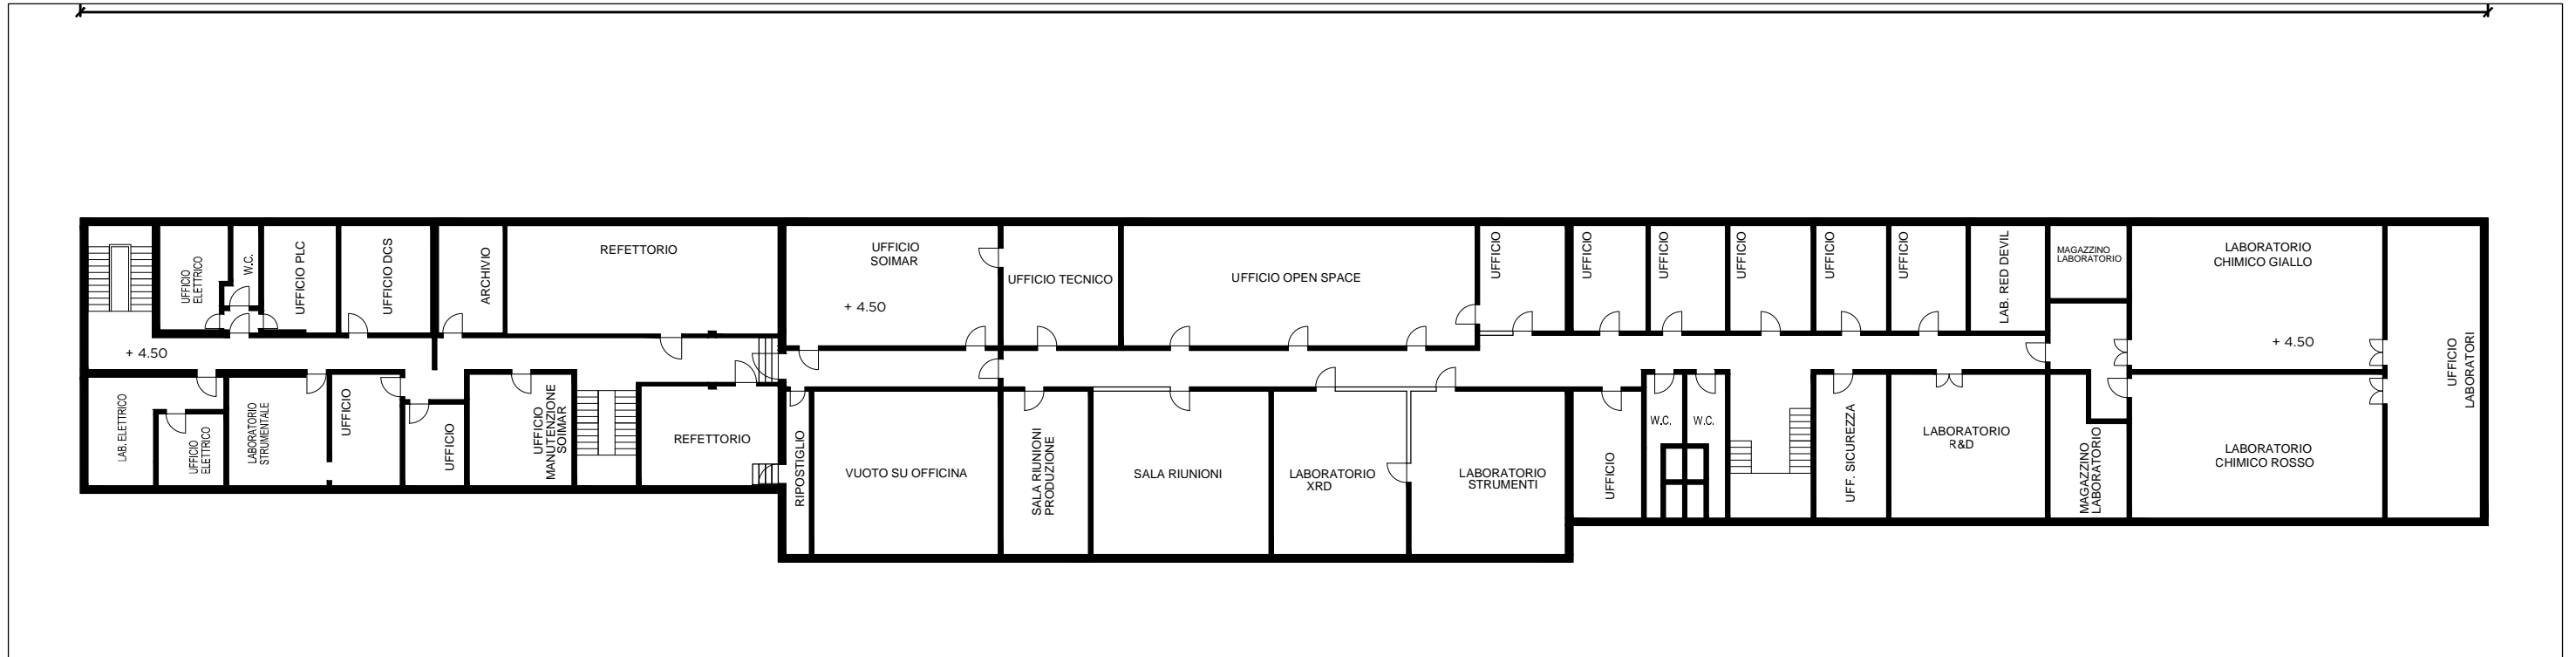 UFFICIO
ELETTRICO
W.C.
UFFICIO PLC
UFFICIO DCS
ARCHIVIO
REFETTORIO
UFFICIO
SOIMAR
+ 4.50
UFFICIO TECNICO
UFFICIO OPEN SPACE
UFFICIO
UFFICIO
UFFICIO
UFFICIO
UFFICIO
UFFICIO
LAB. RED DEVIL
MAGAZZINO
LABORATORIO
LABORATORIO
CHIMICO GIALLO
+ 4.50
UFFICIO
LABORATORI
+ 4.50
LAB. ELETTRICO
UFFICIO
ELETTRICO
LABORATORIO
STRUMENTALE
UFFICIO
UFFICIO
UFFICIO
MANUTENZIONE
SOIMAR
REFETTORIO
RIPOSTIGLIO
VUOTO SU OFFICINA
SALA RIUNIONI
PRODUZIONE
SALA RIUNIONI
LABORATORIO
XRD
LABORATORIO
STRUMENTI
UFFICIO
W.C.
W.C.
UFF. SICUREZZA
LABORATORIO
R&D
MAGAZZINO
LABORATORIO
LABORATORIO
CHIMICO ROSSO